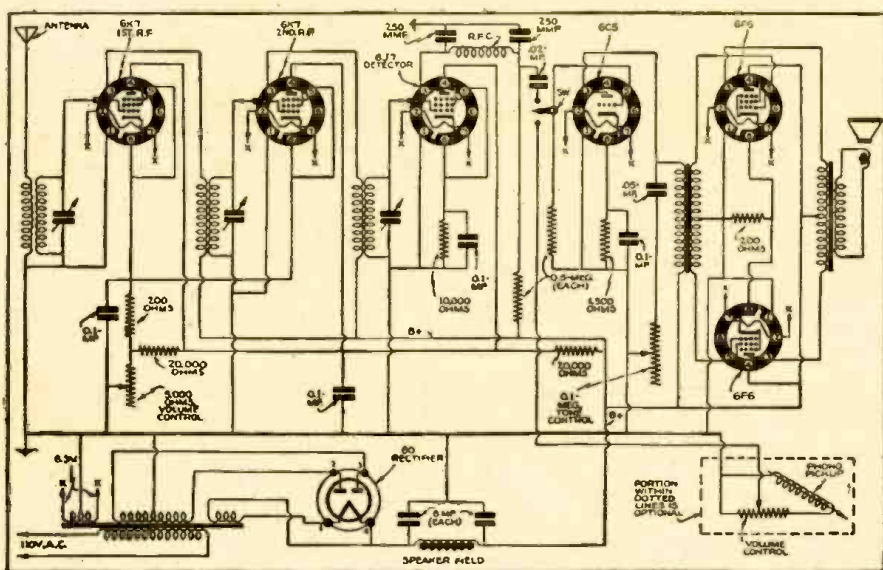 ANTENNA
6K7
1ST. R.F.
6K7
2ND. R.F.
6J7
DETECTOR
250
MMF.
R.F.C.
250
MMF.
.02-
MF.
SW
6C5
6F6
200
OHMS
0.1-
MF.
20,000
OHMS
5,000
OHMS
VOLUME
CONTROL
10,000
OHMS
0.1-
MF.
0.1-
MF.
0.5-MEG.
(EACH)
B+
20,000
OHMS
OHMS
0.1-
MF.
.05-
MF.
0.1-
MEG.
TONE
CONTROL
200
OHMS
6F6
B+
6.3V.
X
X
110V. A.C.
80
RECTIFIER
8 MF.
(EACH)
SPEAKER FIELD
PORTION
WITHIN
DOTTED
LINES IS
OPTIONAL
PHONO
PICKUP
VOLUME
CONTROL